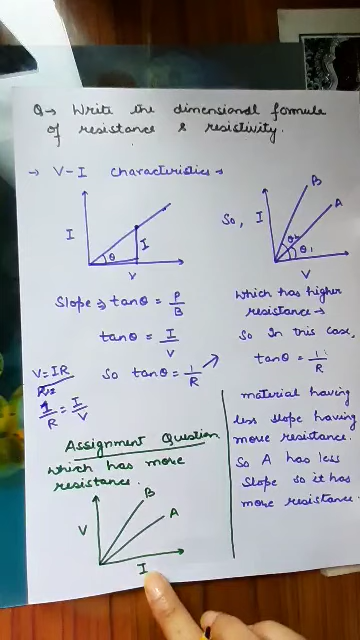 Q→ Write the dimensional formula
of resistance & resistivity.
→ V-I characteristics→
I
I
θ
V
Slope ⇒ tanθ = P/B
tanθ = I/V
V=IR
So tanθ = 1/R
1/R = I/V
So,
I
B
A
θ2
θ1
V
which has higher
resistance→
So In this case,
tanθ = 1/R
material having
less slope having
more resistance.
So A has less
slope so it has
more resistance.
Assignment Question
which has more
resistance.
V
B
A
I